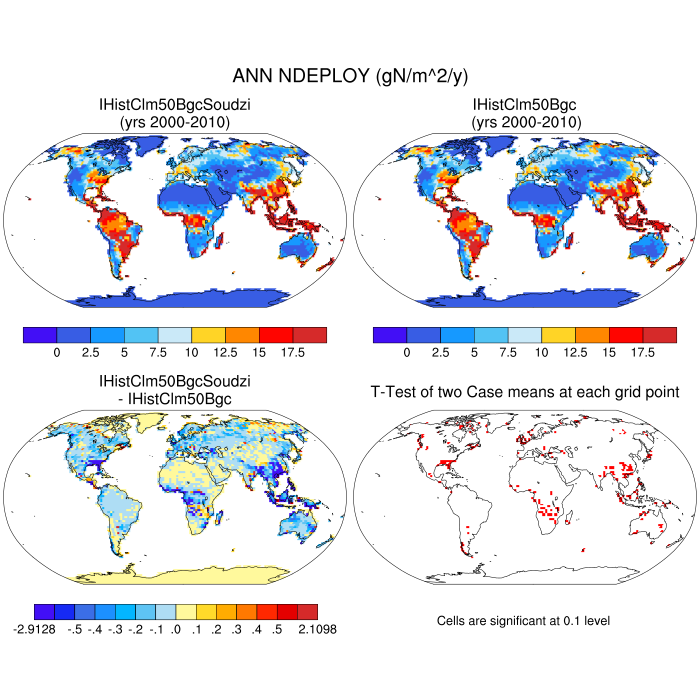 ANN NDEPLOY (gN/m^2/y)
IHistClm50BgcSoudzi
(yrs 2000-2010)
IHistClm50Bgc
(yrs 2000-2010)
0 2.5 5 7.5 10 12.5 15 17.5
0 2.5 5 7.5 10 12.5 15 17.5
IHistClm50BgcSoudzi
- IHistClm50Bgc
T-Test of two Case means at each grid point
-2.9128 -.5 -.4 -.3 -.2 -.1 .0 .1 .2 .3 .4 .5 2.1098
Cells are significant at 0.1 level